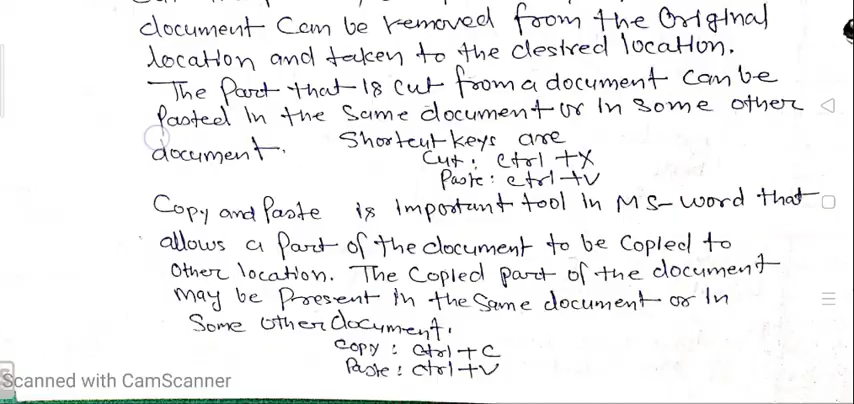 document can be removed from the original
location and taken to the desired location.
The part that is cut from a document can be
pasted in the same document or in some other
document. Shortcut keys are
Cut : Ctrl + X
Paste : Ctrl + V
Copy and Paste is important tool in MS-word that
allows a part of the document to be copied to
other location. The copied part of the document
may be present in the same document or in
some other document.
Copy : Ctrl + C
Paste : Ctrl + V
Scanned with CamScanner